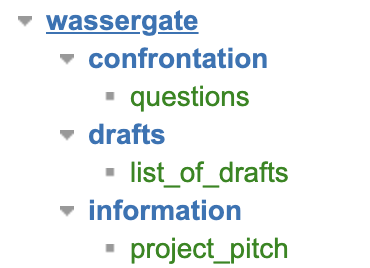 wassergate
confrontation
questions
drafts
list_of_drafts
information
project_pitch